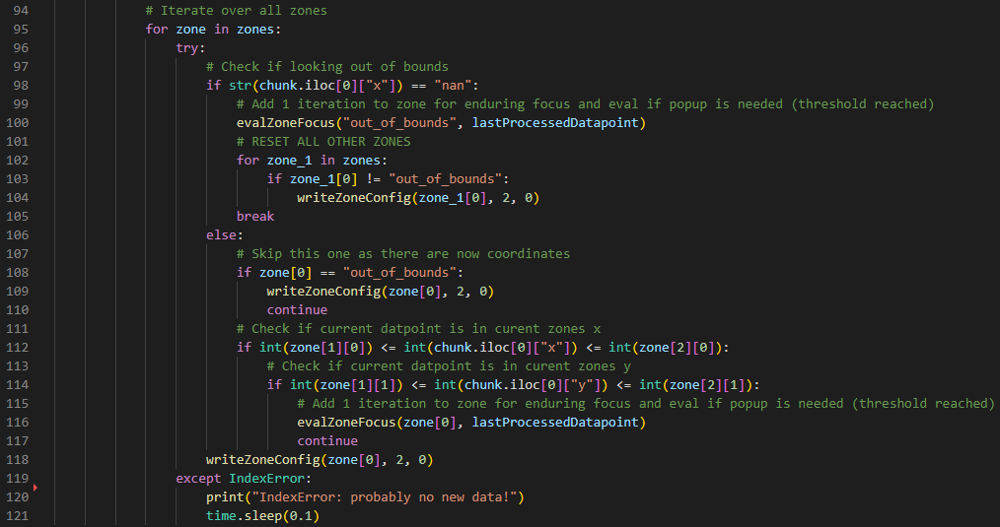 94 # Iterate over all zones
95 for zone in zones:
96 try:
97 # Check if looking out of bounds
98 if str(chunk.iloc[0]["x"]) == "nan":
99 # Add 1 iteration to zone for enduring focus and eval if popup is needed (threshold reached)
100 evalZoneFocus("out_of_bounds", lastProcessedDatapoint)
101 # RESET ALL OTHER ZONES
102 for zone_1 in zones:
103 if zone_1[0] != "out_of_bounds":
104 writeZoneConfig(zone_1[0], 2, 0)
105 break
106 else:
107 # Skip this one as there are now coordinates
108 if zone[0] == "out_of_bounds":
109 writeZoneConfig(zone[0], 2, 0)
110 continue
111 # Check if current datpoint is in curent zones x
112 if int(zone[1][0]) <= int(chunk.iloc[0]["x"]) <= int(zone[2][0]):
113 # Check if current datpoint is in curent zones y
114 if int(zone[1][1]) <= int(chunk.iloc[0]["y"]) <= int(zone[2][1]):
115 # Add 1 iteration to zone for enduring focus and eval if popup is needed (threshold reached)
116 evalZoneFocus(zone[0], lastProcessedDatapoint)
117 continue
118 writeZoneConfig(zone[0], 2, 0)
119 except IndexError:
120 print("IndexError: probably no new data!")
121 time.sleep(0.1)